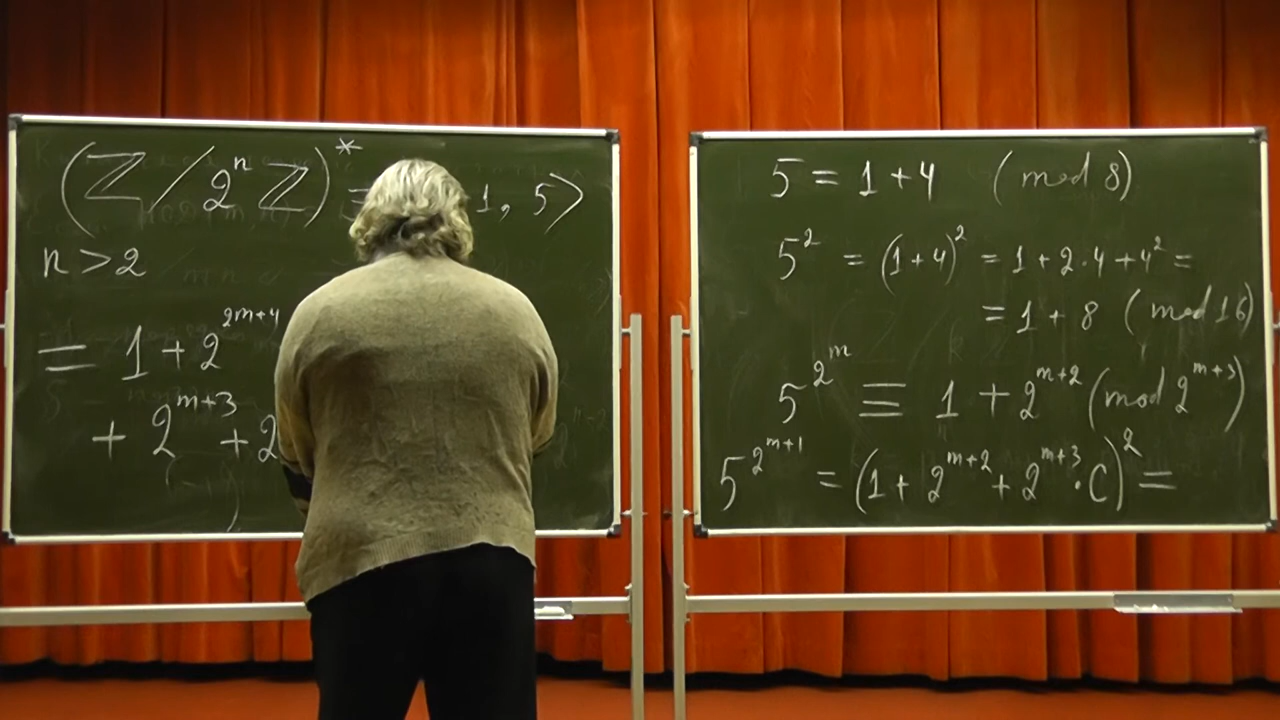 (ℤ/2ⁿℤ)* = 1, 5>
n > 2
= 1 + 2^{2m+4}
+ 2^{m+3} + 2
5 = 1 + 4 (mod 8)
5² = (1+4)² = 1 + 2·4 + 4² =
= 1 + 8 (mod 16)
5^{2^m} ≡ 1 + 2^{m+2} (mod 2^{m+3})
5^{2^{m+1}} = (1 + 2^{m+2} + 2^{m+3}·C)² =